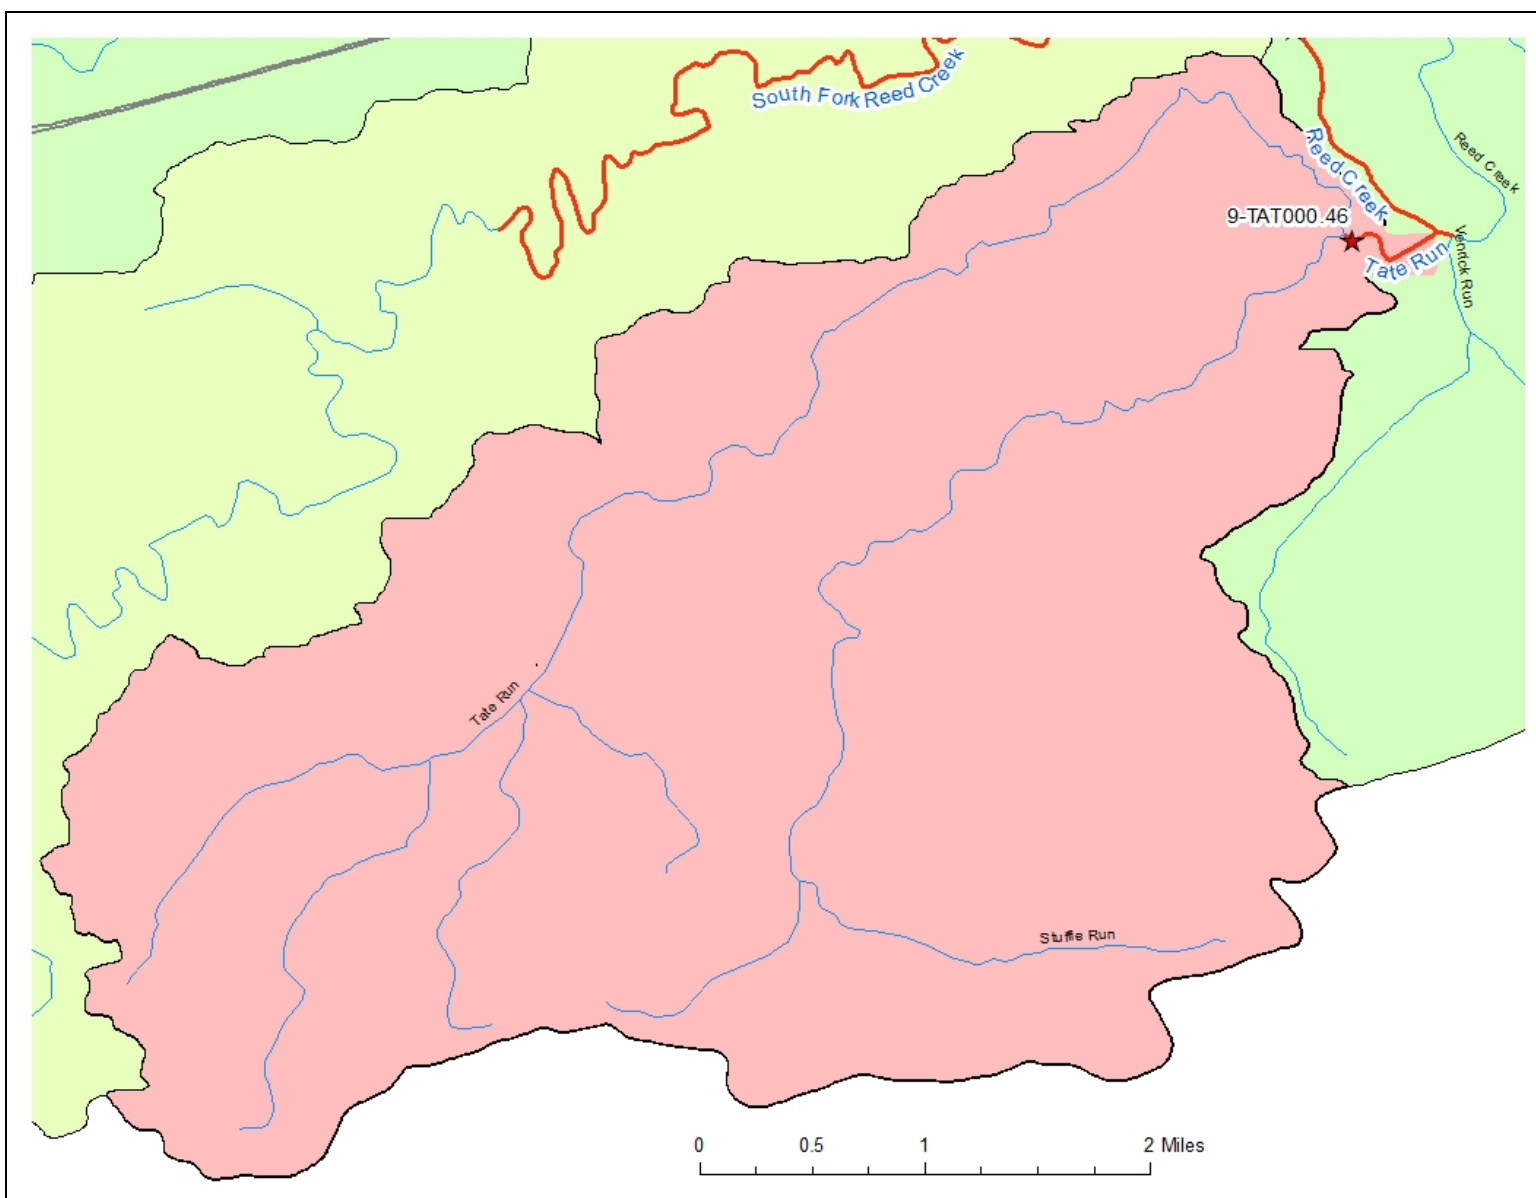 South Fork Reed Creek
Reed Creek
Reed Creek
9-TAT000.46
Tate Run
Venrick Run
Tate Run
Stuffle Run
0 0.5 1 2 Miles